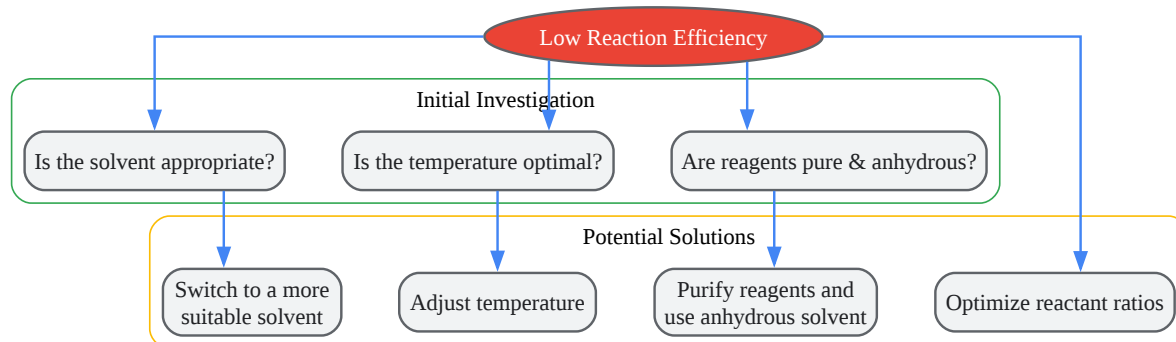 Low Reaction Efficiency
Initial Investigation
Is the solvent appropriate?
Is the temperature optimal?
Are reagents pure & anhydrous?
Potential Solutions
Switch to a more
suitable solvent
Adjust temperature
Purify reagents and
use anhydrous solvent
Optimize reactant ratios